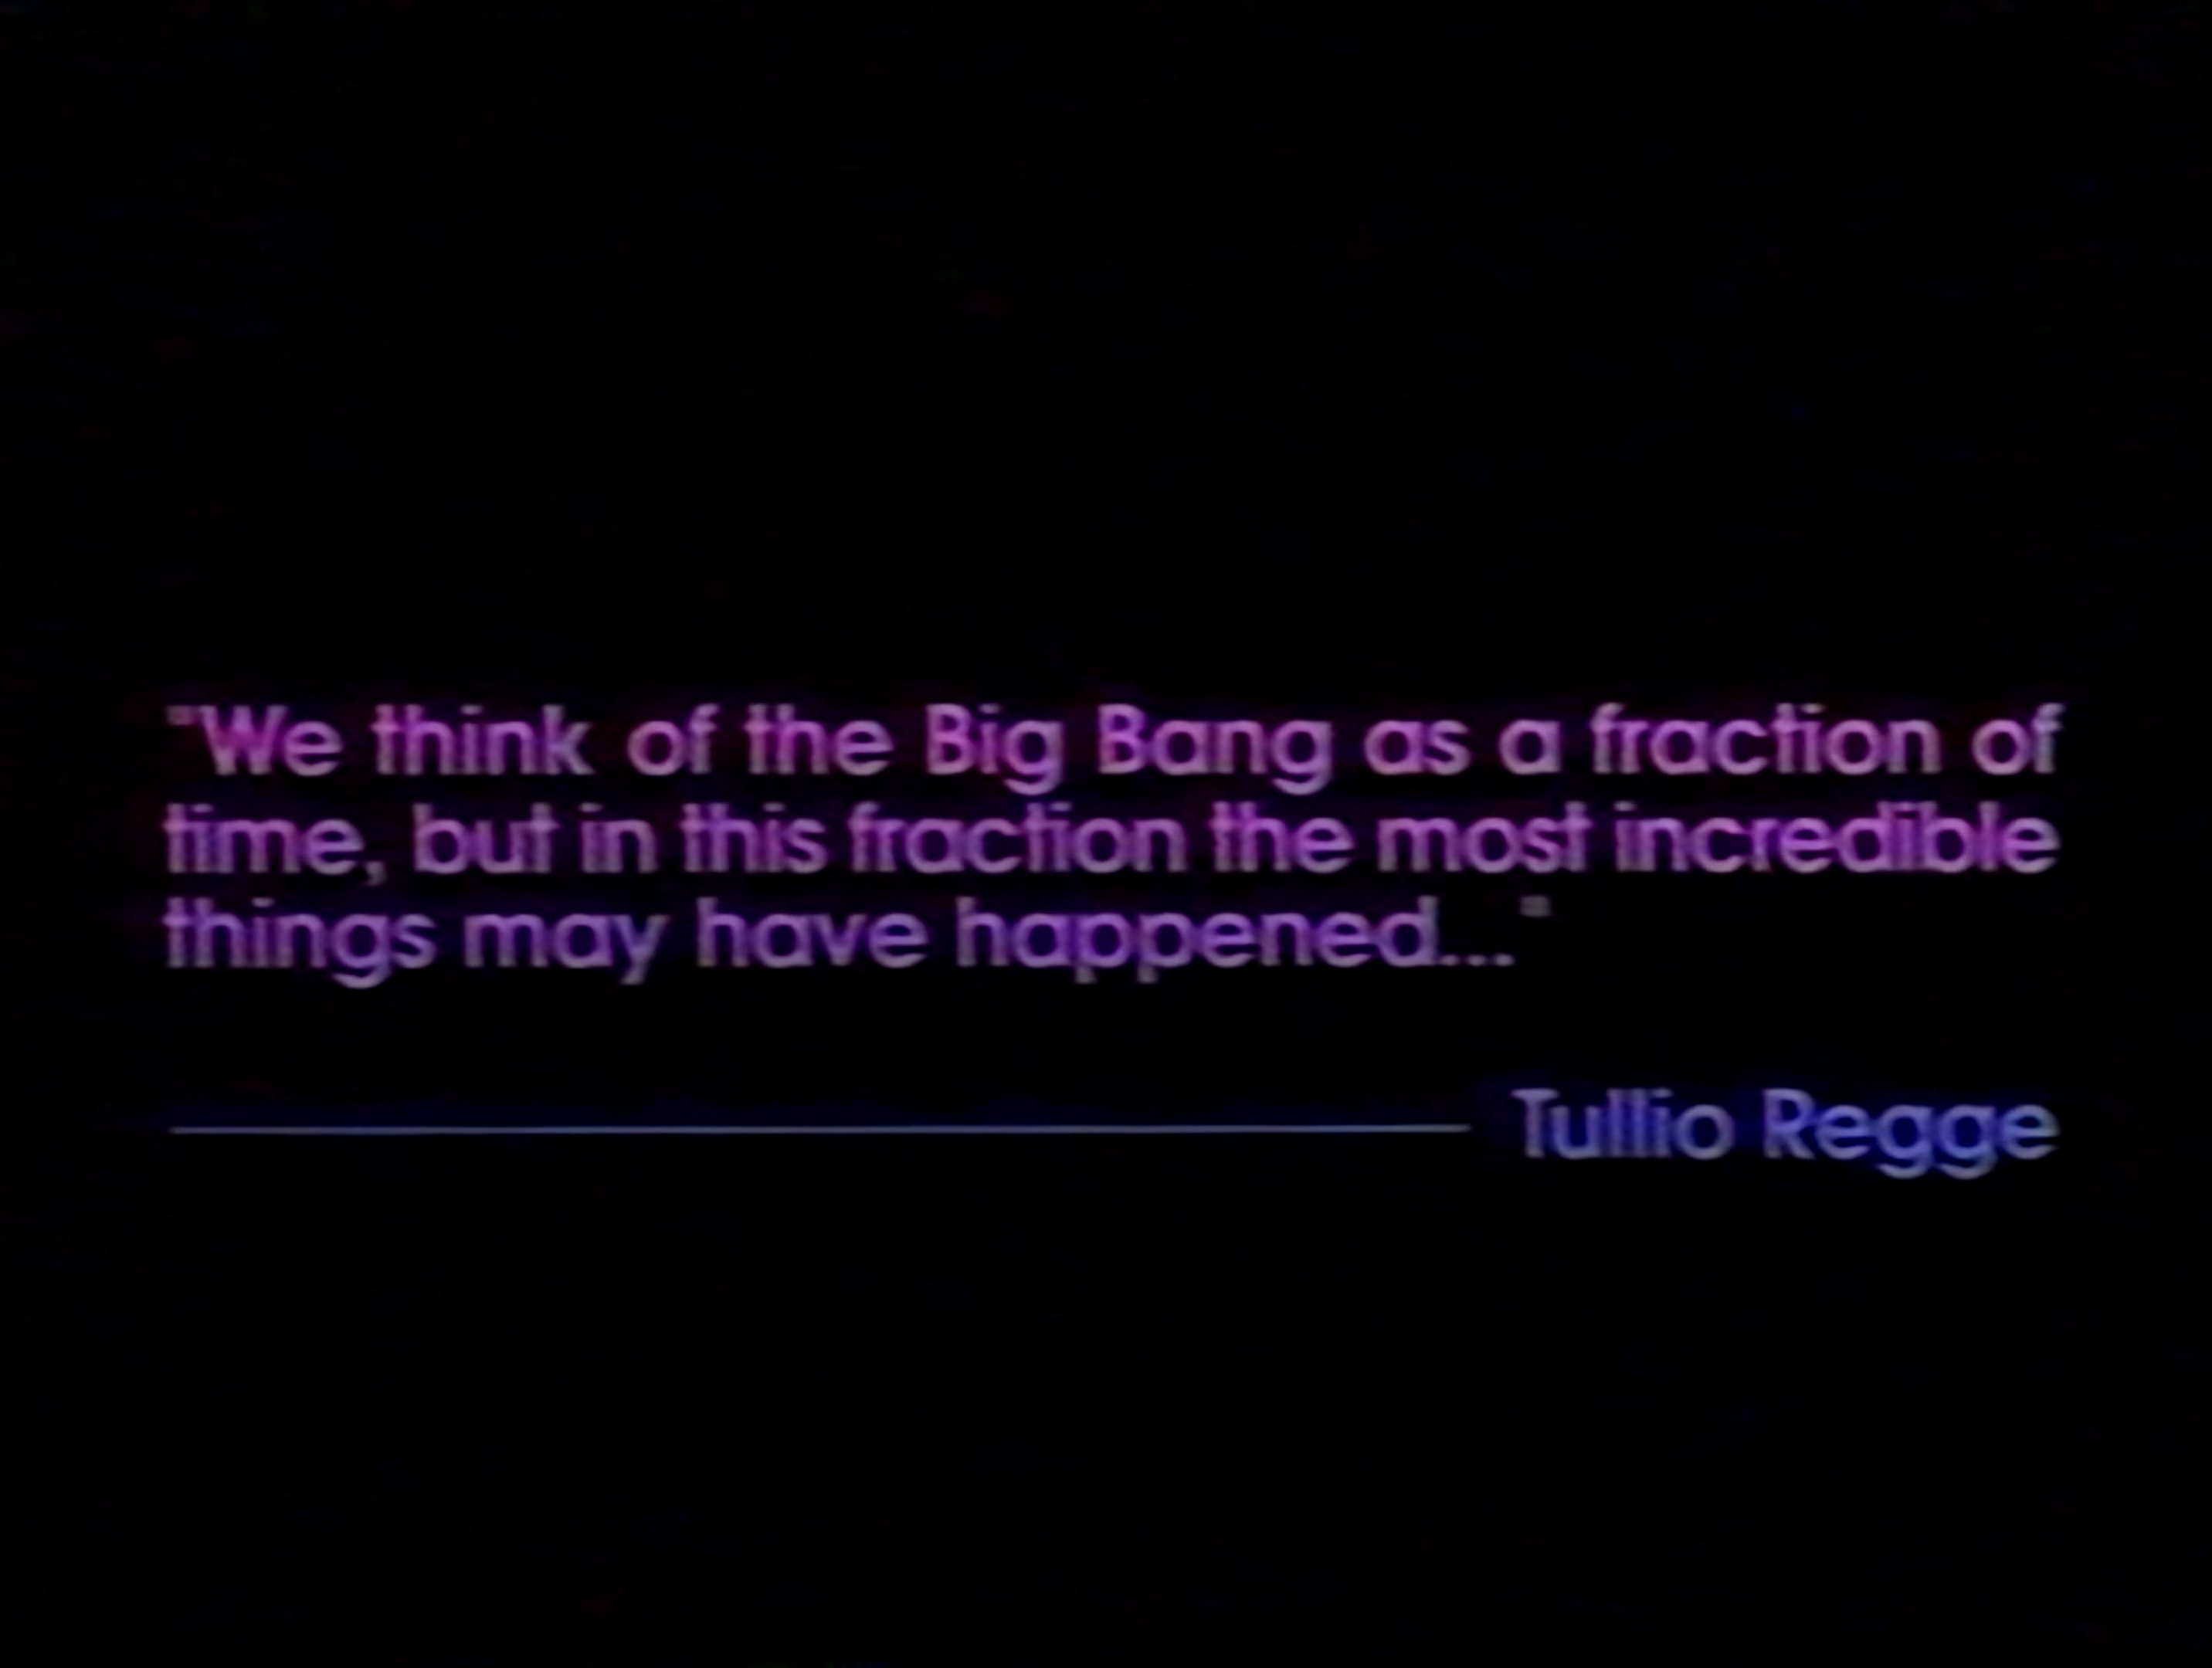 "We think of the Big Bang as a fraction of
time, but in this fraction the most incredible
things may have happened..."
Tullio Regge